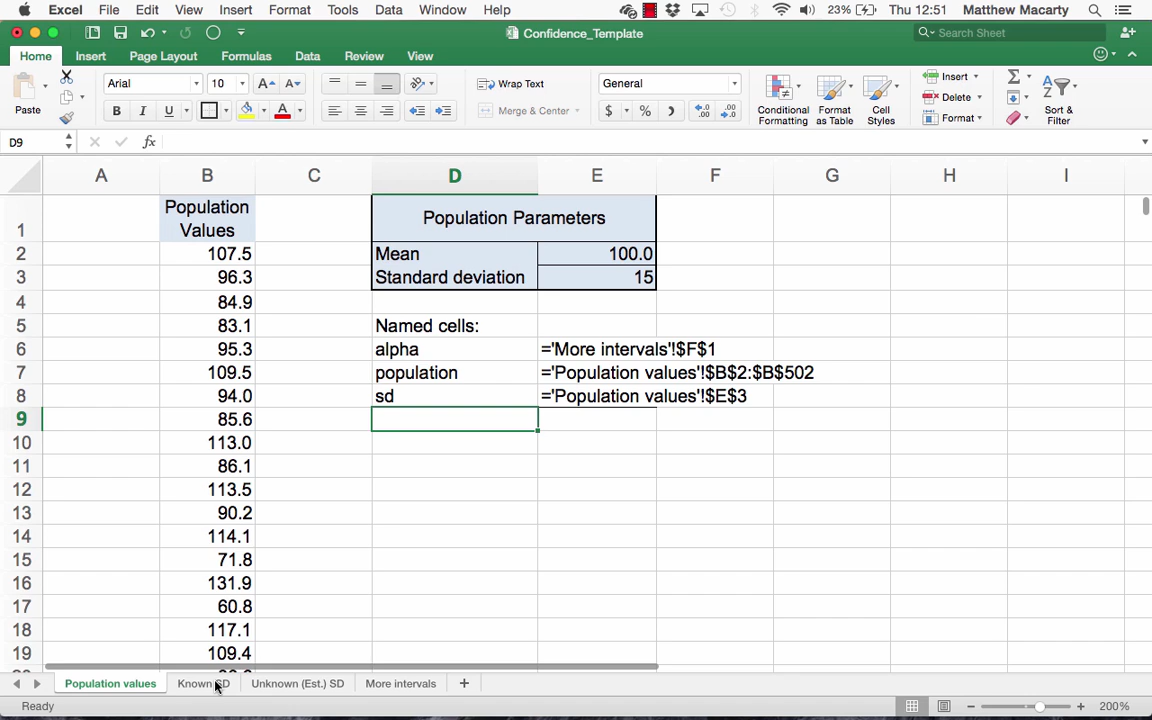 Excel File Edit View Insert Format Tools Data Window Help 23% Thu 12:51 Matthew Macarty
Confidence_Template Search Sheet
Home Insert Page Layout Formulas Data Review View
Paste Arial 10 A A Wrap Text General Insert Σ
B I U A Merge & Center $ % Conditional Formatting Format as Table Cell Styles Delete Format Sort & Filter
D9 fx
A B C D E F G H I
1 Population Values Population Parameters
2 107.5 Mean 100.0
3 96.3 Standard deviation 15
4 84.9
5 83.1 Named cells:
6 95.3 alpha ='More intervals'!$F$1
7 109.5 population ='Population values'!$B$2:$B$502
8 94.0 sd ='Population values'!$E$3
9 85.6
10 113.0
11 86.1
12 113.5
13 90.2
14 114.1
15 71.8
16 131.9
17 60.8
18 117.1
19 109.4
Population values Known SD Unknown (Est.) SD More intervals +
Ready 200%